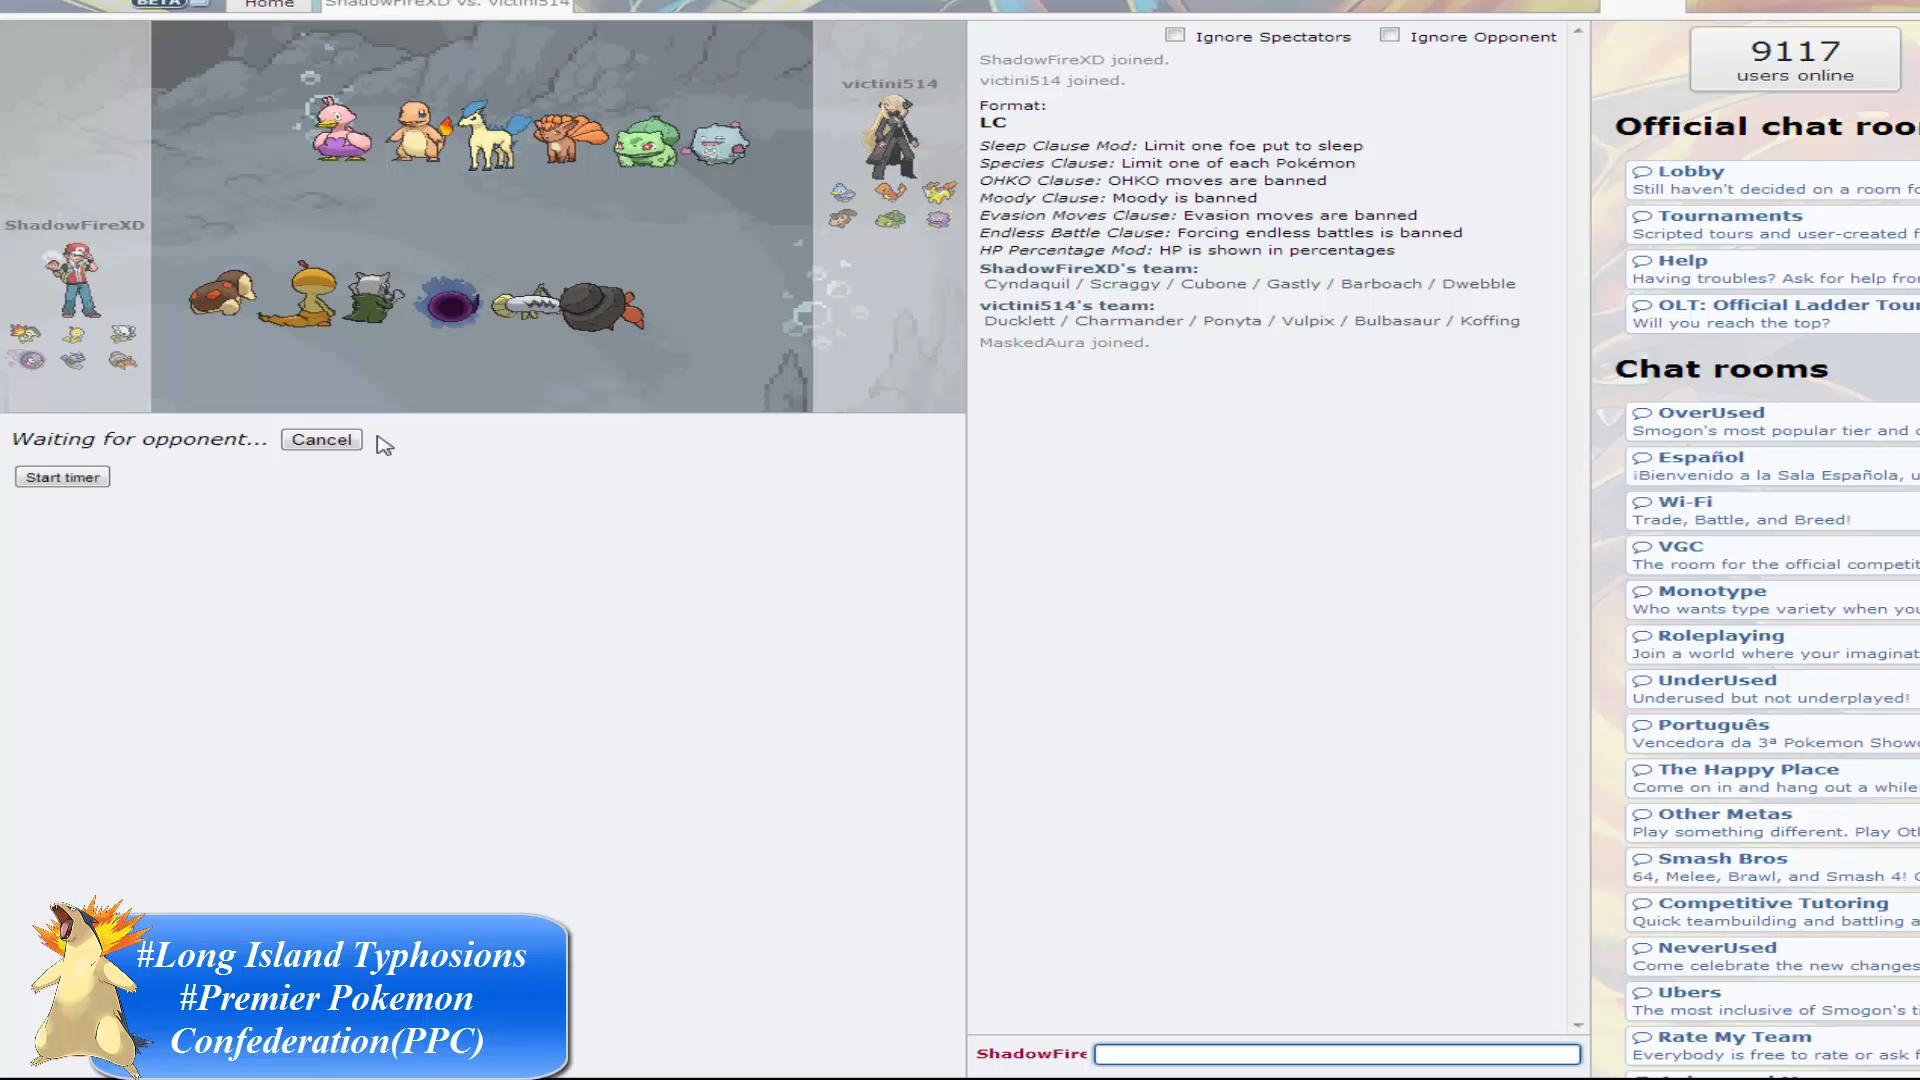 BETA
Home
ShadowFireXD vs. victini514
victini514
ShadowFireXD
Waiting for opponent...
Cancel
Start timer
Ignore Spectators
Ignore Opponent
ShadowFireXD joined.
victini514 joined.
Format:
LC
Sleep Clause Mod: Limit one foe put to sleep
Species Clause: Limit one of each Pokémon
OHKO Clause: OHKO moves are banned
Moody Clause: Moody is banned
Evasion Moves Clause: Evasion moves are banned
Endless Battle Clause: Forcing endless battles is banned
HP Percentage Mod: HP is shown in percentages
ShadowFireXD's team:
Cyndaquil / Scraggy / Cubone / Gastly / Barboach / Dwebble
victini514's team:
Ducklett / Charmander / Ponyta / Vulpix / Bulbasaur / Koffing
MaskedAura joined.
ShadowFire
9117
users online
Official chat roo
Lobby
Still haven't decided on a room fo
Tournaments
Scripted tours and user-created f
Help
Having troubles? Ask for help from
OLT: Official Ladder Tour
Will you reach the top?
Chat rooms
OverUsed
Smogon's most popular tier and o
Español
¡Bienvenido a la Sala Española, u
Wi-Fi
Trade, Battle, and Breed!
VGC
The room for the official competit
Monotype
Who wants type variety when you
Roleplaying
Join a world where your imaginat
UnderUsed
Underused but not underplayed!
Português
Vencedora da 3ª Pokemon Showd
The Happy Place
Come on in and hang out a while
Other Metas
Play something different. Play Oth
Smash Bros
64, Melee, Brawl, and Smash 4!
Competitive Tutoring
Quick teambuilding and battling a
NeverUsed
Come celebrate the new changes
Ubers
The most inclusive of Smogon's ti
Rate My Team
Everybody is free to rate or ask f
#Long Island Typhosions
#Premier Pokemon
Confederation(PPC)